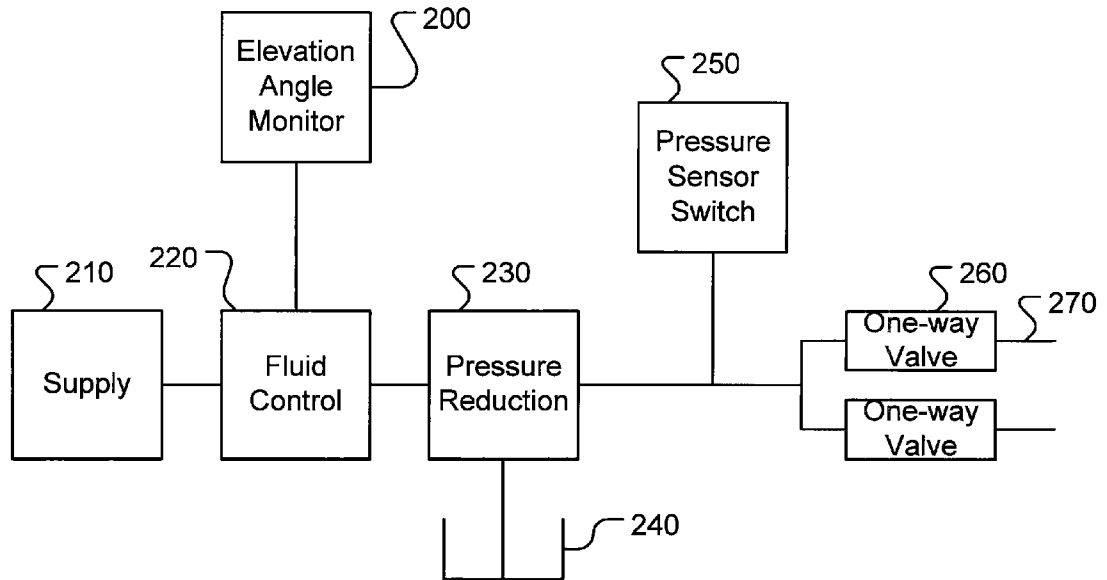 200
Elevation
Angle
Monitor
250
Pressure
Sensor
Switch
210
220
230
260
270
Supply
Fluid
Control
Pressure
Reduction
One-way
Valve
One-way
Valve
240